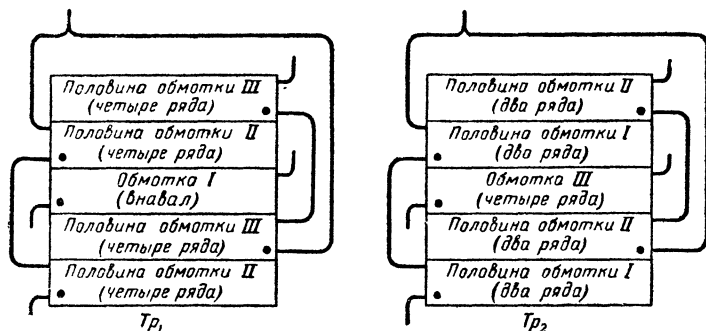 Половина обмотки III
(четыре ряда)
Половина обмотки II
(четыре ряда)
Обмотка I
(внавал)
Половина обмотки III
(четыре ряда)
Половина обмотки II
(четыре ряда)
Тр₁
Половина обмотки II
(два ряда)
Половина обмотки I
(два ряда)
Обмотка III
(четыре ряда)
Половина обмотки II
(два ряда)
Половина обмотки I
(два ряда)
Тр₂